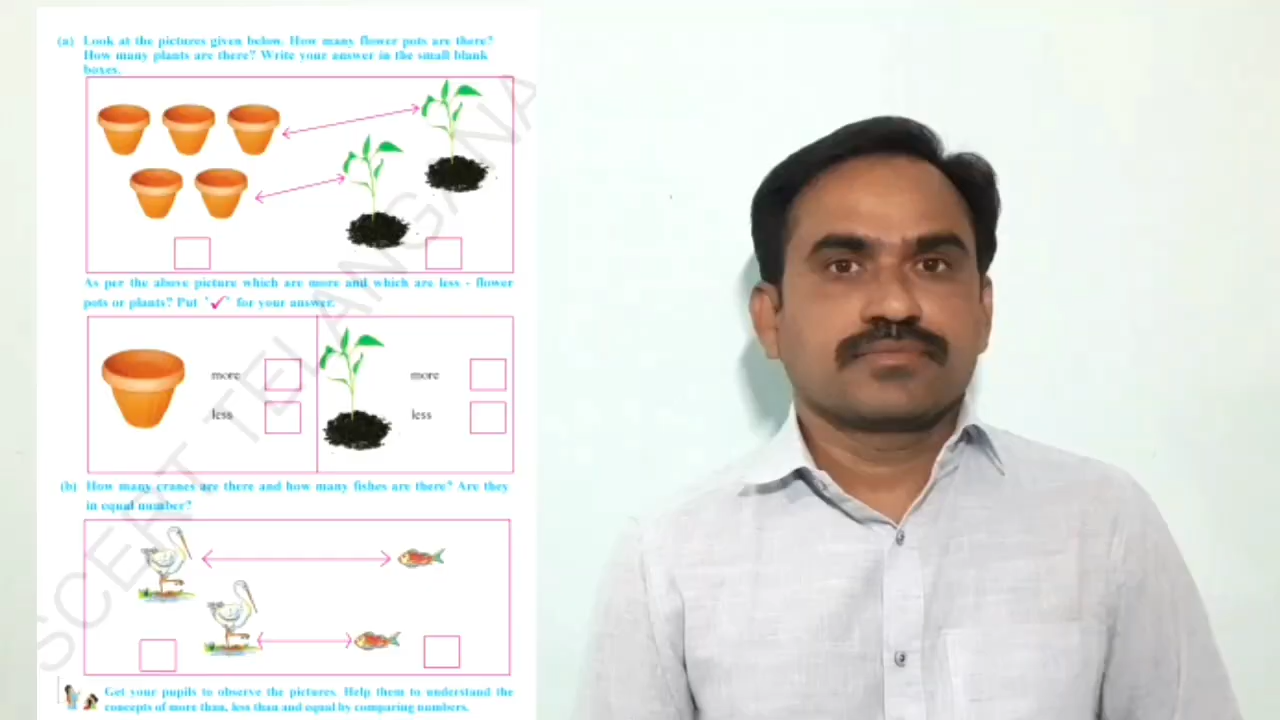 (a) Look at the pictures given below. How many flower pots are there?
How many plants are there? Write your answer in the small blank
boxes.
As per the above picture which are more and which are less - flower
pots or plants? Put '✓' for your answer.
more
more
less
less
(b) How many cranes are there and how many fishes are there? Are they
in equal number?
Get your pupils to observe the pictures. Help them to understand the
concepts of more than, less than and equal by comparing numbers.
SCERT TELANGANA